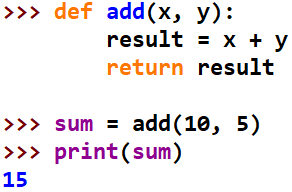 >>> def add(x, y):
        result = x + y
        return result

>>> sum = add(10, 5)
>>> print(sum)
15